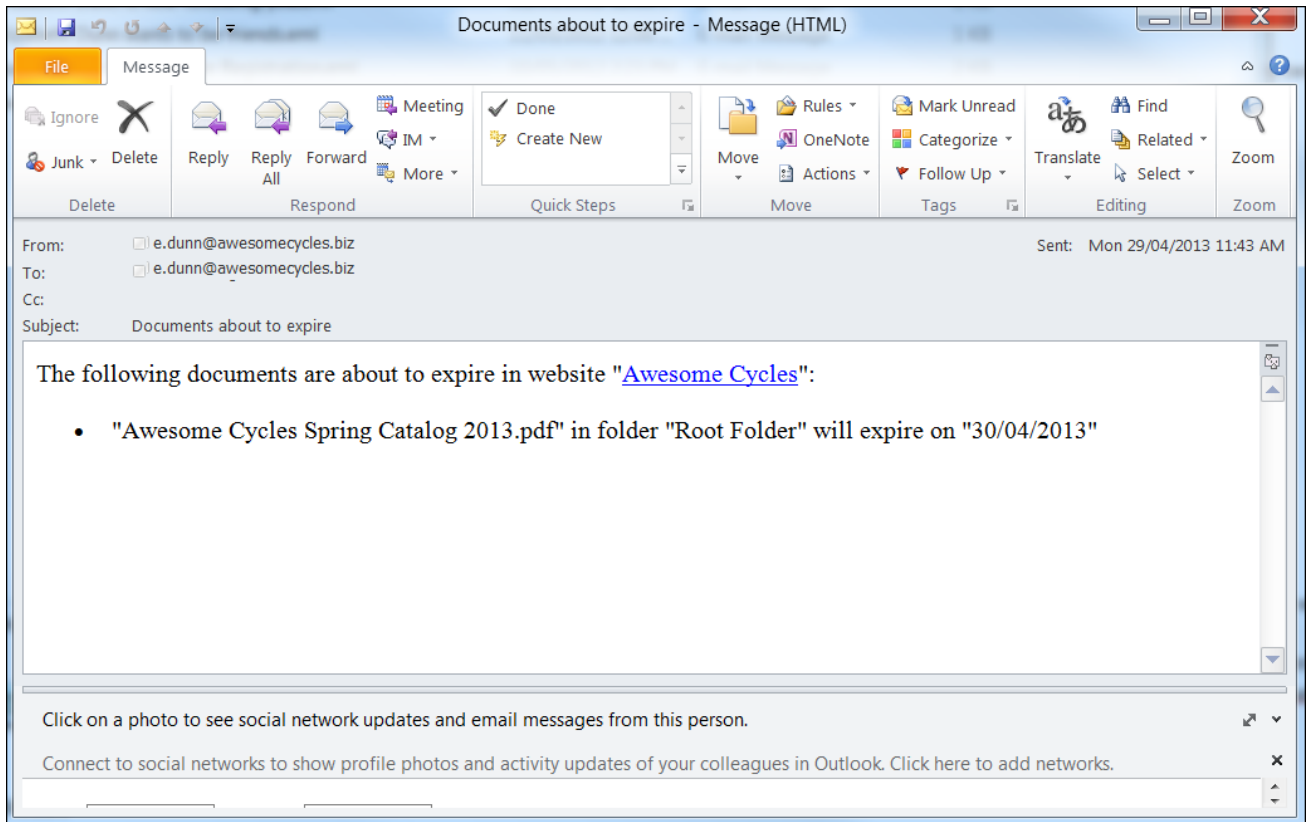 Documents about to expire - Message (HTML)
File Message
Ignore
Junk
Delete
Reply
Reply All
Forward
Meeting
IM
More
Done
Create New
Move
Rules
OneNote
Actions
Mark Unread
Categorize
Follow Up
Translate
Find
Related
Select
Zoom
Delete Respond Quick Steps Move Tags Editing Zoom
From: e.dunn@awesomecycles.biz Sent: Mon 29/04/2013 11:43 AM
To: e.dunn@awesomecycles.biz
Cc:
Subject: Documents about to expire
The following documents are about to expire in website "Awesome Cycles":
• "Awesome Cycles Spring Catalog 2013.pdf" in folder "Root Folder" will expire on "30/04/2013"
Click on a photo to see social network updates and email messages from this person.
Connect to social networks to show profile photos and activity updates of your colleagues in Outlook. Click here to add networks.